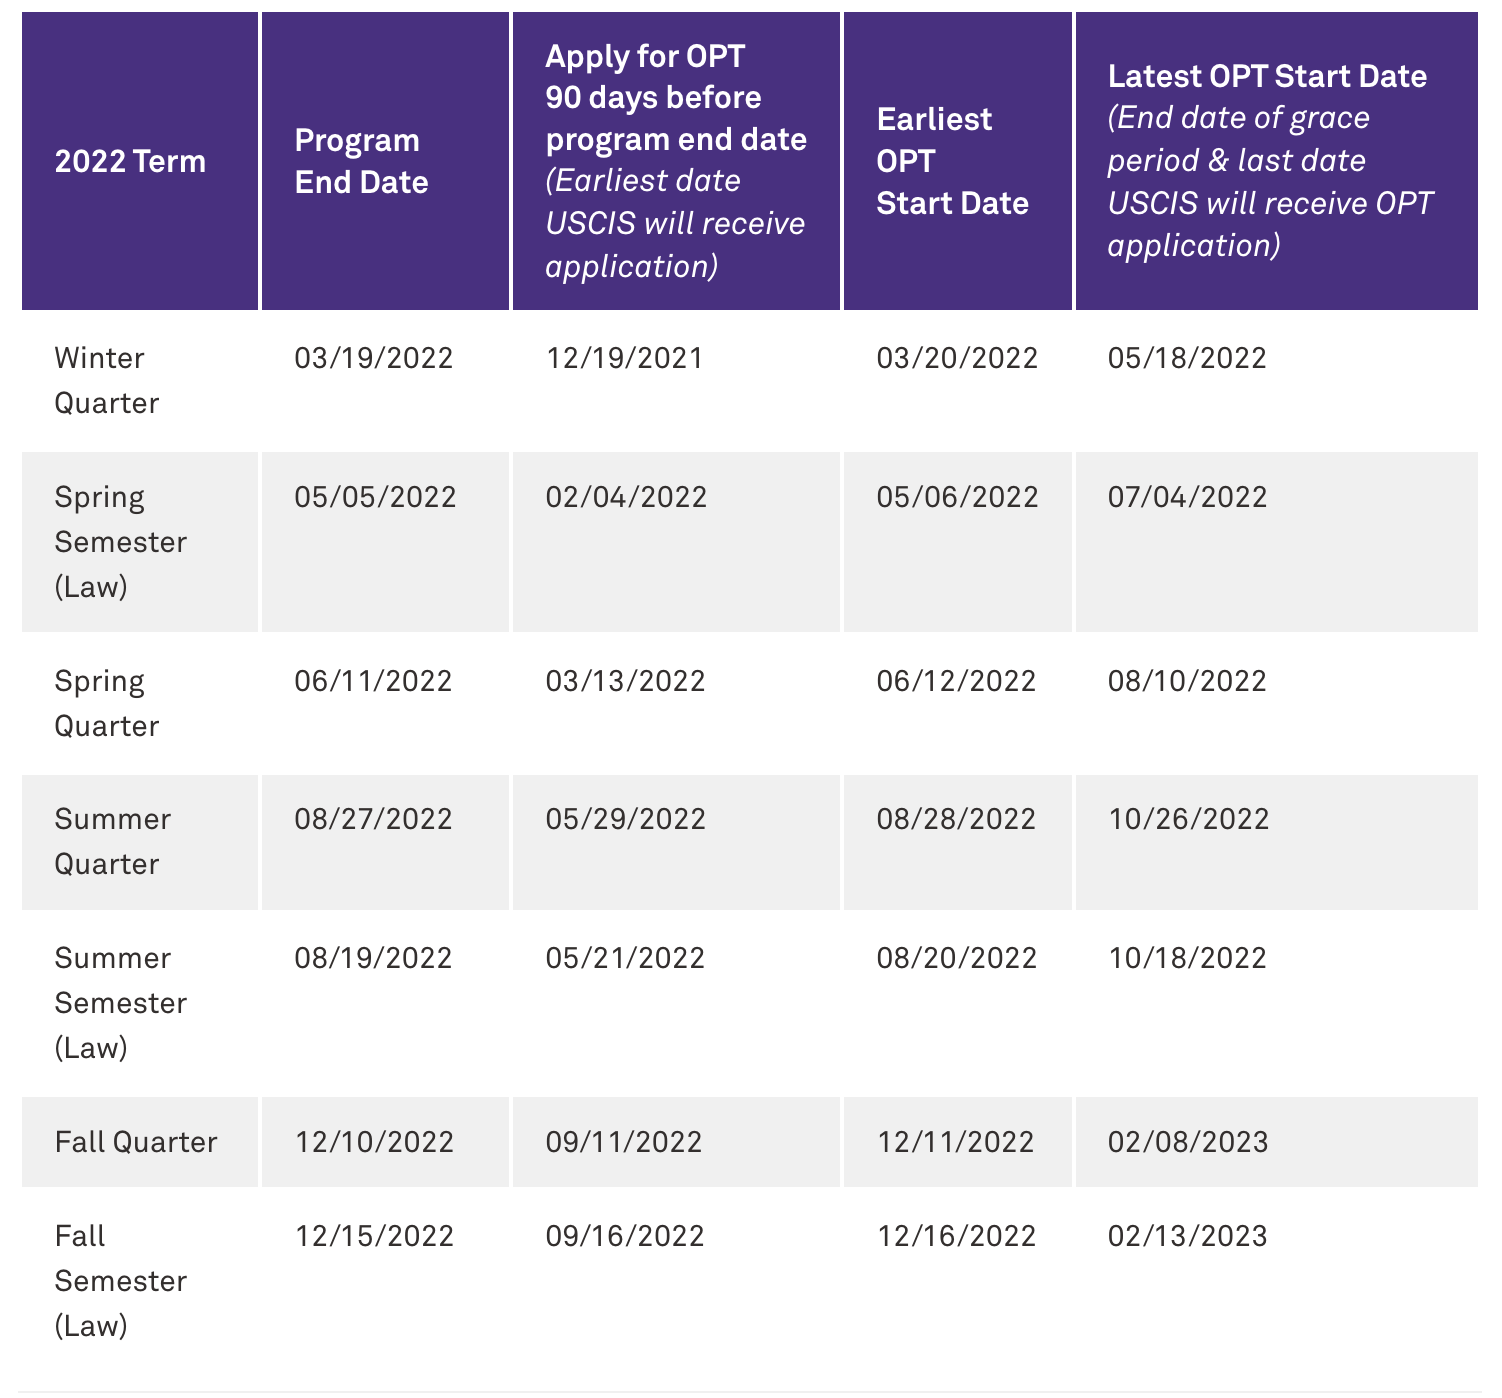 2022 Term
Program
End Date
Apply for OPT
90 days before
program end date
(Earliest date
USCIS will receive
application)
Earliest
OPT
Start Date
Latest OPT Start Date
(End date of grace
period & last date
USCIS will receive OPT
application)
Winter
Quarter
03/19/2022
12/19/2021
03/20/2022
05/18/2022
Spring
Semester
(Law)
05/05/2022
02/04/2022
05/06/2022
07/04/2022
Spring
Quarter
06/11/2022
03/13/2022
06/12/2022
08/10/2022
Summer
Quarter
08/27/2022
05/29/2022
08/28/2022
10/26/2022
Summer
Semester
(Law)
08/19/2022
05/21/2022
08/20/2022
10/18/2022
Fall Quarter
12/10/2022
09/11/2022
12/11/2022
02/08/2023
Fall
Semester
(Law)
12/15/2022
09/16/2022
12/16/2022
02/13/2023